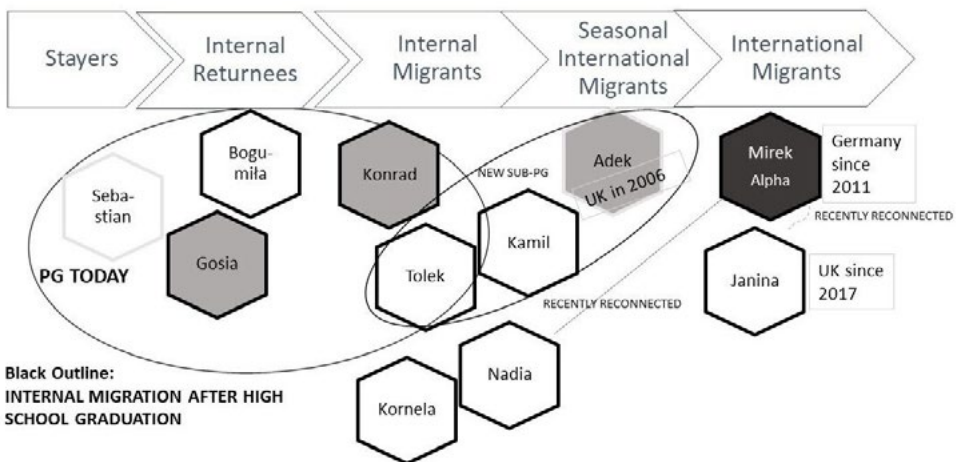 Stayers
Internal
Returnees
Internal
Migrants
Seasonal
International
Migrants
International
Migrants
Bogu-
miła
Konrad
NEW SUB-PG
Adek
UK in 2006
Mirek
Alpha
Germany
since
2011
Seba-
stian
Gosia
Kamil
RECENTLY RECONNECTED
PG TODAY
Tolek
Janina
UK since
2017
RECENTLY RECONNECTED
Nadia
Kornela
Black Outline:
INTERNAL MIGRATION AFTER HIGH
SCHOOL GRADUATION